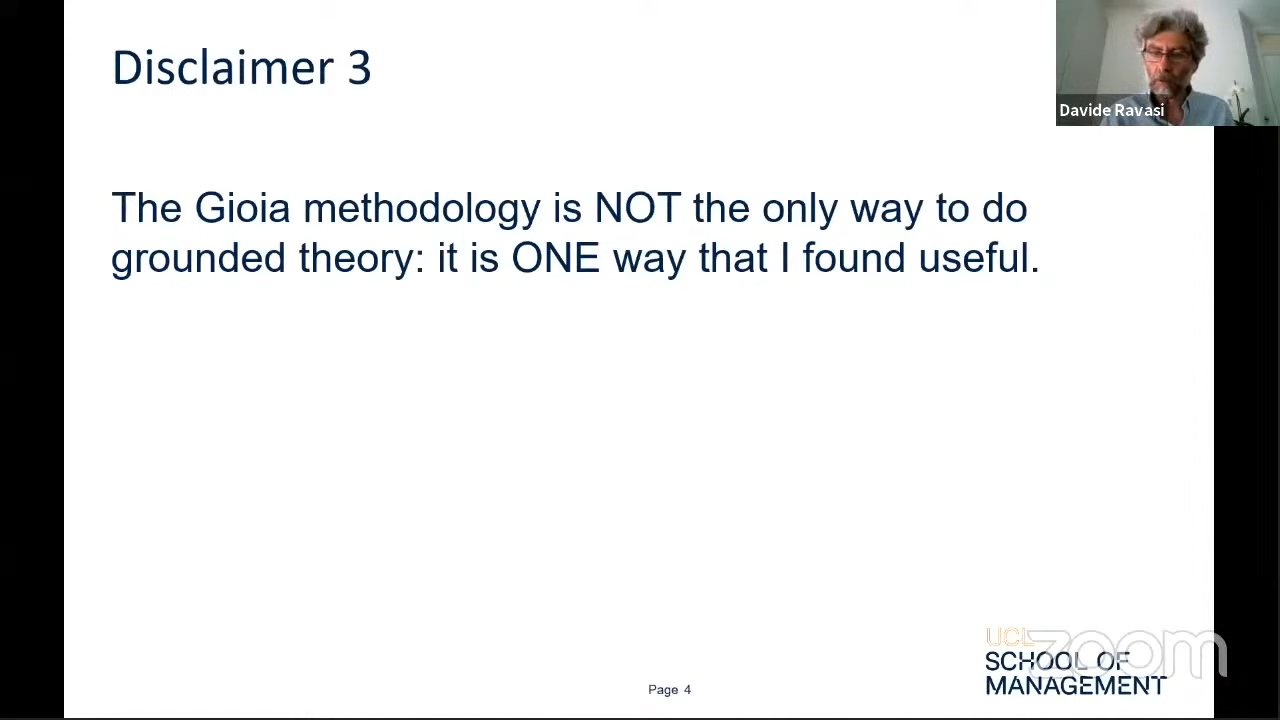 Disclaimer 3
Davide Ravasi
The Gioia methodology is NOT the only way to do
grounded theory: it is ONE way that I found useful.
UCL
zoom
SCHOOL OF
MANAGEMENT
Page 4